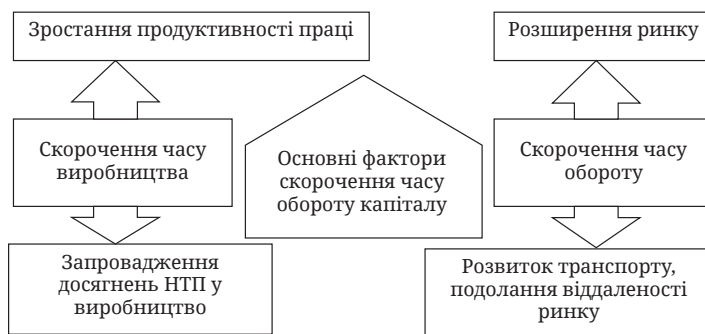 Зростання продуктивності праці
Розширення ринку
Скорочення часу
виробництва
Основні фактори
скорочення часу
обороту капіталу
Скорочення часу
обороту
Запровадження
досягнень НТП у
виробництво
Розвиток транспорту,
подолання віддаленості
ринку